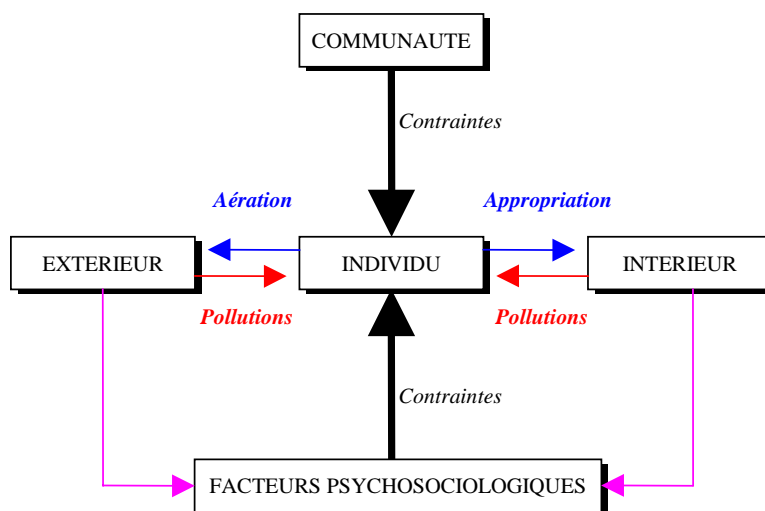 COMMUNAUTE
Contraintes
Aération
Appropriation
EXTERIEUR
INDIVIDU
INTERIEUR
Pollutions
Pollutions
Contraintes
FACTEURS PSYCHOSOCIOLOGIQUES